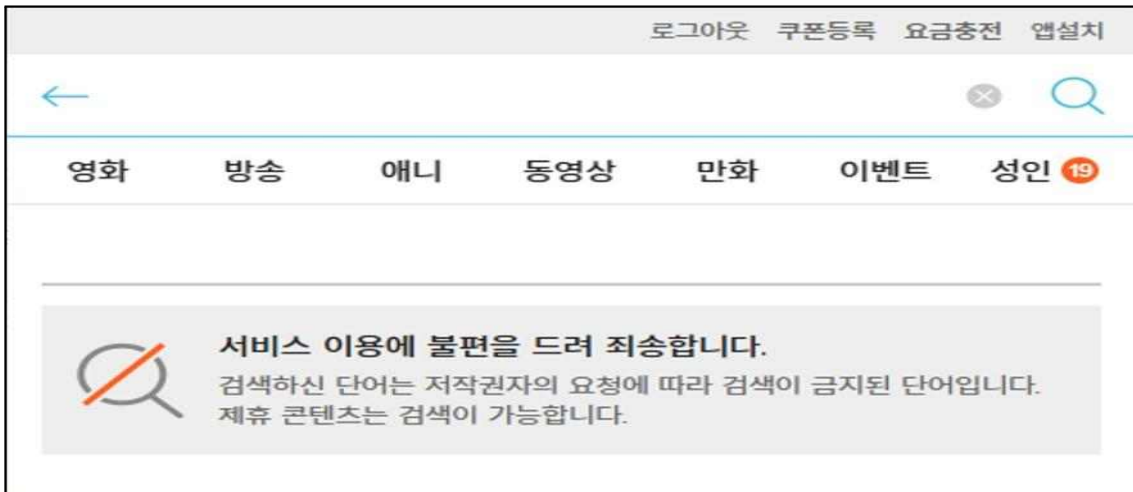 로그아웃 쿠폰등록 요금충전 앱설치
영화 방송 애니 동영상 만화 이벤트 성인 19
서비스 이용에 불편을 드려 죄송합니다.
검색하신 단어는 저작권자의 요청에 따라 검색이 금지된 단어입니다.
제휴 콘텐츠는 검색이 가능합니다.